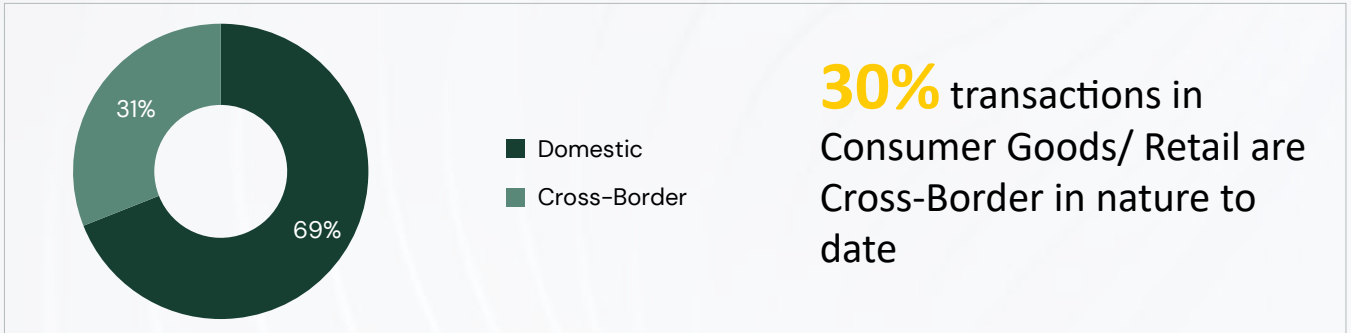 31%
69%
Domestic
Cross-Border
30% transactions in
Consumer Goods/ Retail are
Cross-Border in nature to
date